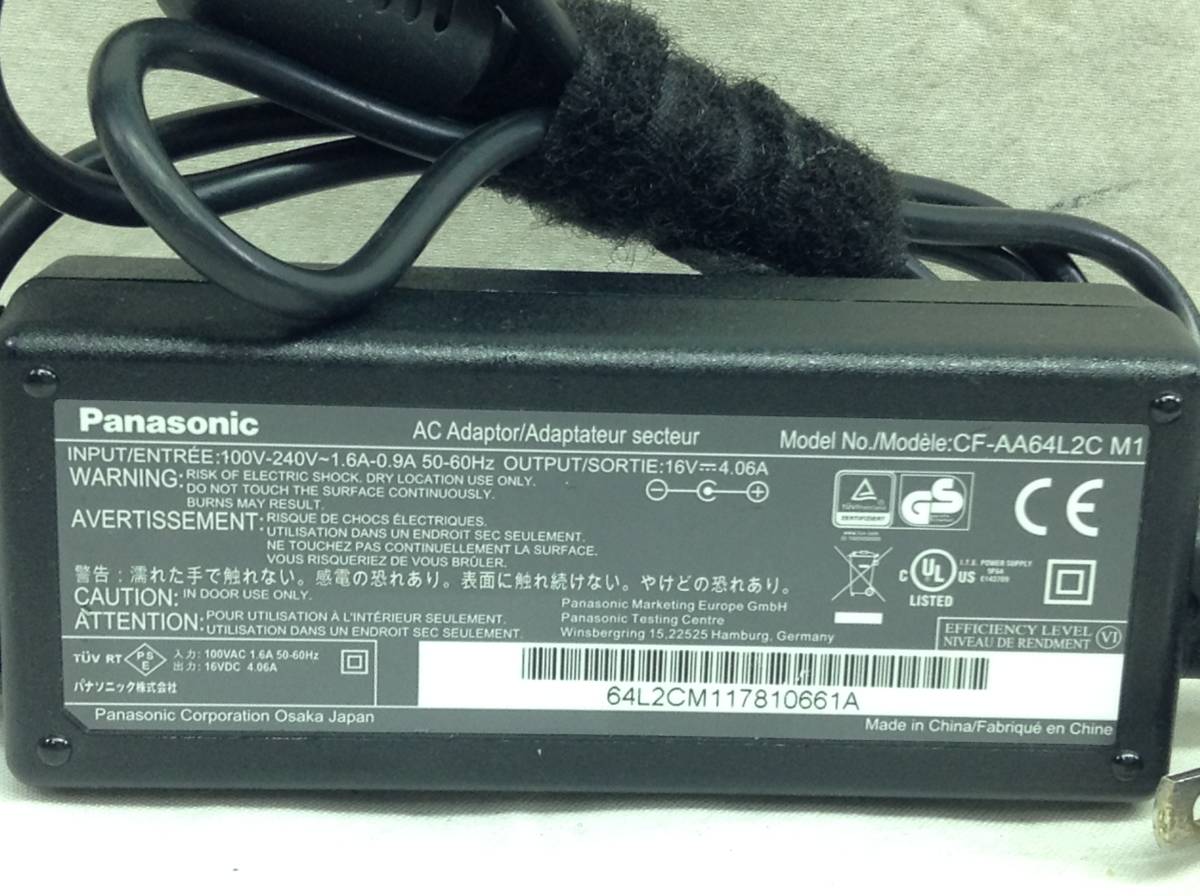 Panasonic
AC Adaptor/Adaptateur secteur
Model No./Modèle:CF-AA64L2C M1
INPUT/ENTRÉE:100V-240V~1.6A-0.9A 50-60Hz OUTPUT/SORTIE:16V⎓4.06A
WARNING: RISK OF ELECTRIC SHOCK. DRY LOCATION USE ONLY.
DO NOT TOUCH THE SURFACE CONTINUOUSLY.
BURNS MAY RESULT.
AVERTISSEMENT: RISQUE DE CHOCS ÉLECTRIQUES.
UTILISATION DANS UN ENDROIT SEC SEULEMENT.
NE TOUCHEZ PAS CONTINUELLEMENT LA SURFACE.
VOUS RISQUERIEZ DE VOUS BRÛLER.
警告：濡れた手で触れない。感電の恐れあり。表面に触れ続けない。やけどの恐れあり。
CAUTION: IN DOOR USE ONLY.
ATTENTION: POUR UTILISATION À L'INTÉRIEUR SEULEMENT.
UTILISATION DANS UN ENDROIT SEC SEULEMENT.
Panasonic Marketing Europe GmbH
Panasonic Testing Centre
Winsbergring 15,22525 Hamburg, Germany
ZERTIFIZIERT
GS
CE
C UL US
LISTED
I.T.E. POWER SUPPLY
EFFICIENCY LEVEL
NIVEAU DE RENDMENT VI
TÜV RT PSE
入力: 100VAC 1.6A 50-60Hz
出力: 16VDC 4.06A
パナソニック株式会社
64L2CM117810661A
Panasonic Corporation Osaka Japan
Made in China/Fabriqué en Chine